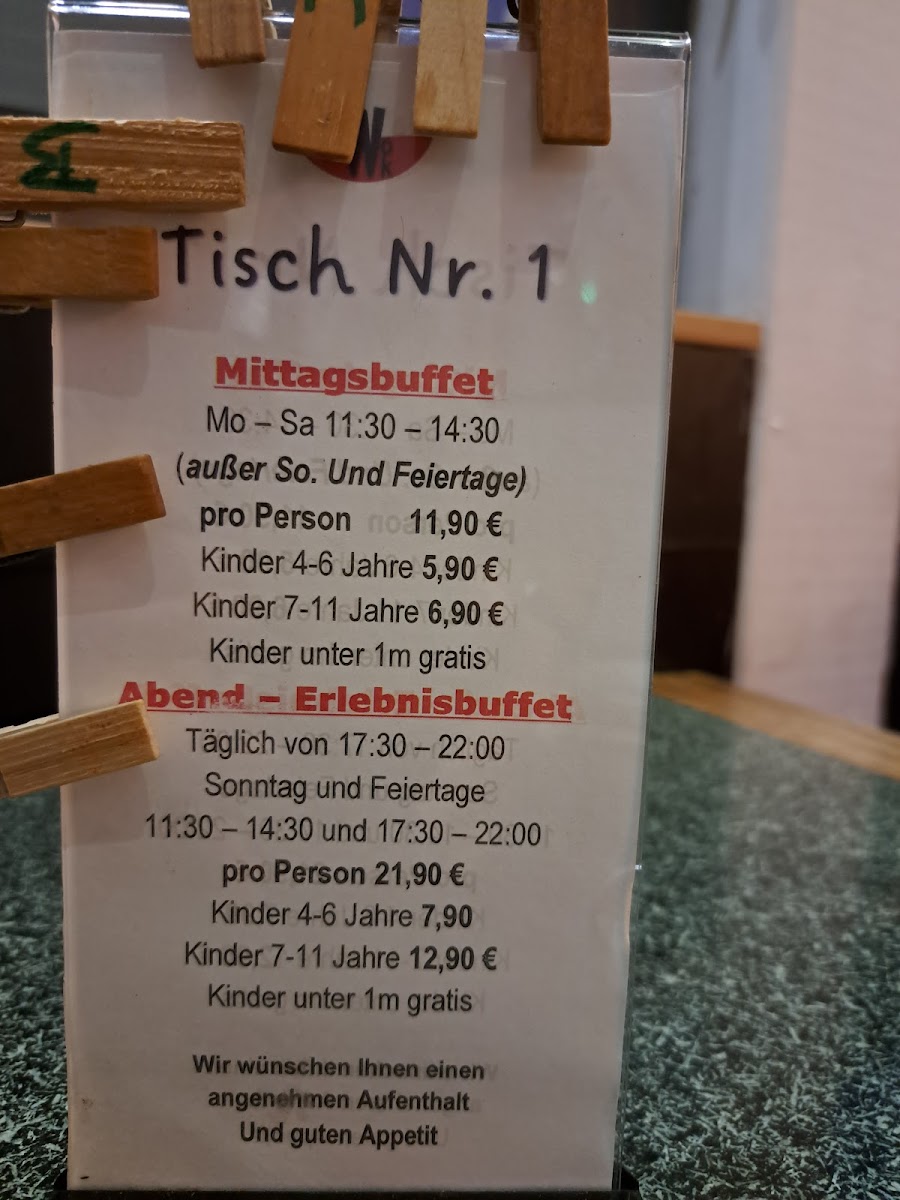 Tisch Nr. 1
Mittagsbuffet
Mo – Sa 11:30 – 14:30
(außer So. Und Feiertage)
pro Person 11,90 €
Kinder 4-6 Jahre 5,90 €
Kinder 7-11 Jahre 6,90 €
Kinder unter 1m gratis
Abend – Erlebnisbuffet
Täglich von 17:30 – 22:00
Sonntag und Feiertage
11:30 – 14:30 und 17:30 – 22:00
pro Person 21,90 €
Kinder 4-6 Jahre 7,90
Kinder 7-11 Jahre 12,90 €
Kinder unter 1m gratis
Wir wünschen Ihnen einen
angenehmen Aufenthalt
Und guten Appetit